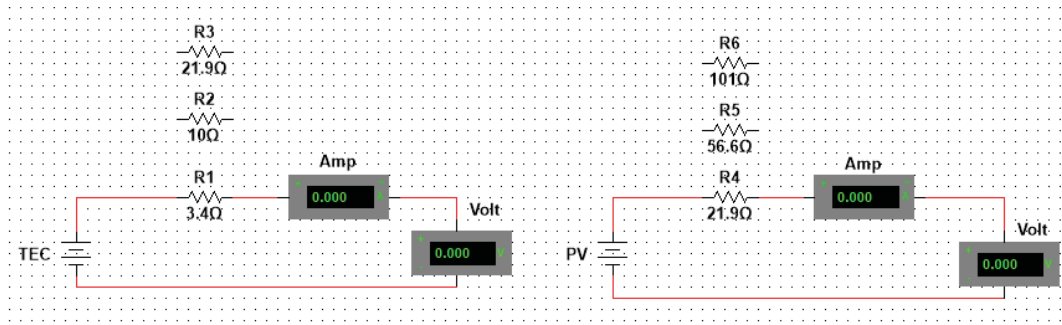 R3
21.9Ω
R2
10Ω
R1
3.4Ω
Amp
0.000 A
Volt
0.000 V
TEC
R6
101Ω
R5
56.6Ω
R4
21.9Ω
Amp
0.000 A
Volt
0.000 V
PV